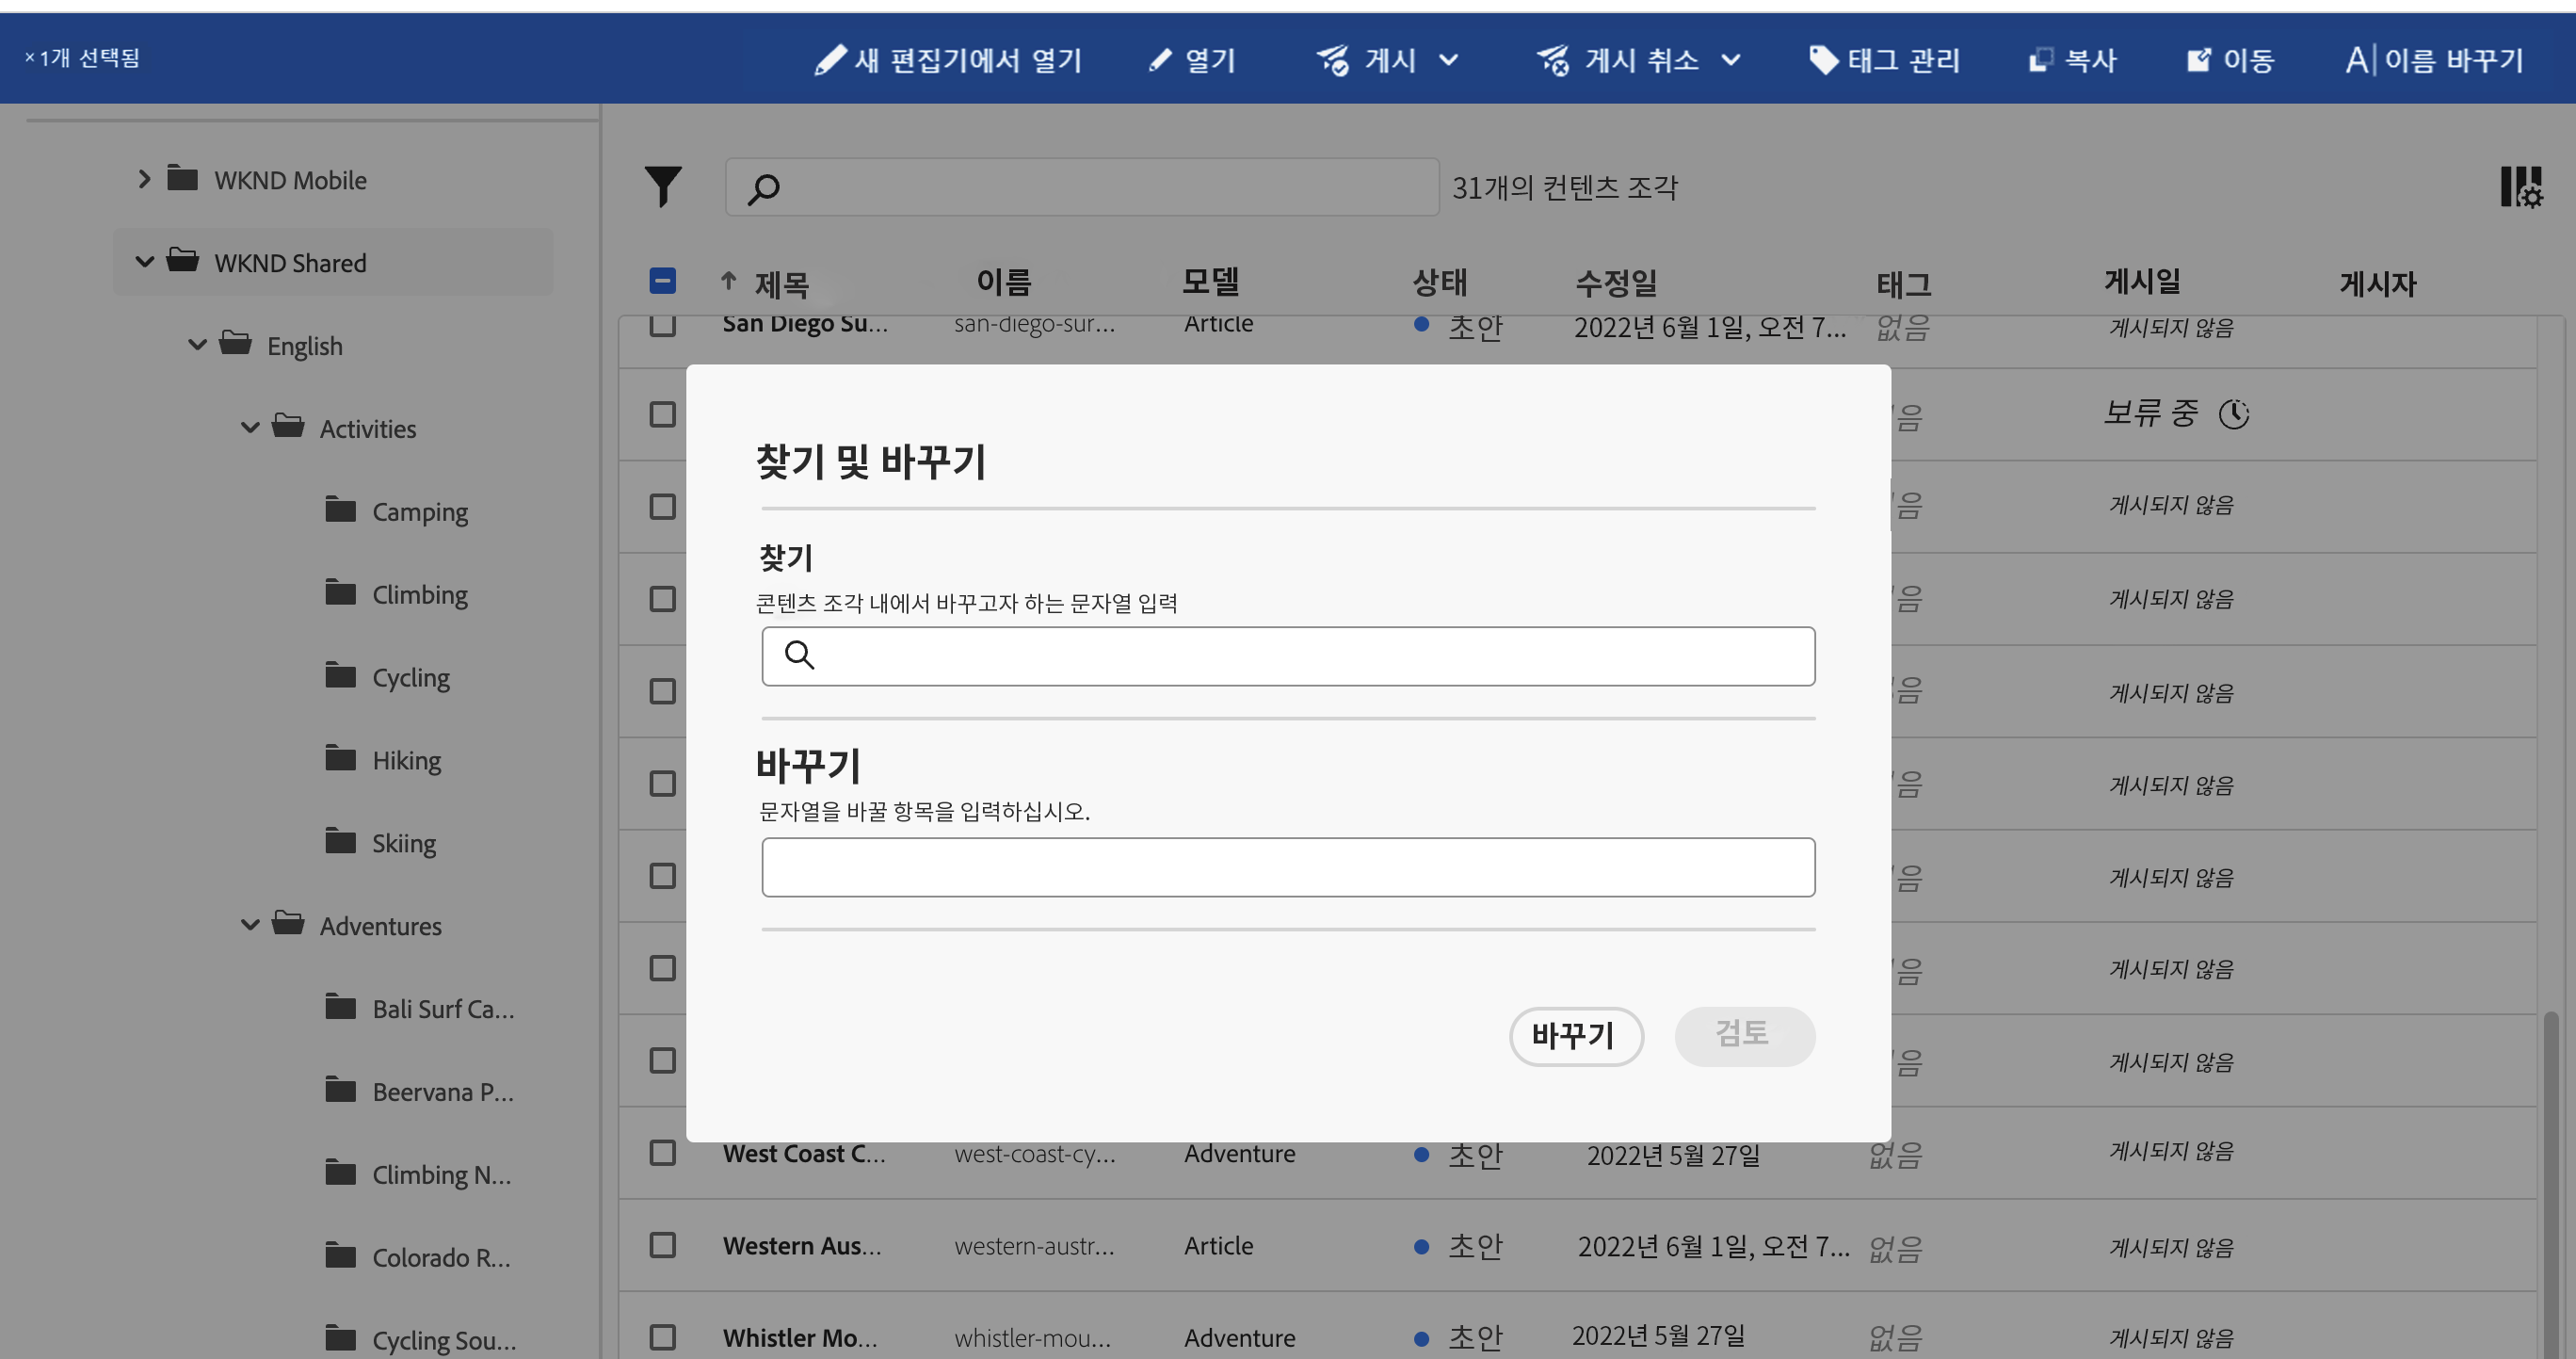 × 1개 선택됨
새 편집기에서 열기
열기
게시
게시 취소
태그 관리
복사
이동
A| 이름 바꾸기
WKND Mobile
WKND Shared
English
Activities
Camping
Climbing
Cycling
Hiking
Skiing
Adventures
Bali Surf Ca...
Beervana P...
Climbing N...
Colorado R...
Cycling Sou...
31개의 컨텐츠 조각
제목 이름 모델 상태 수정일 태그 게시일 게시자
San Diego Su... san-diego-sur... Article 초안 2022년 6월 1일, 오전 7... 없음 게시되지 않음
음 보류 중
음 게시되지 않음
음 게시되지 않음
음 게시되지 않음
음 게시되지 않음
음 게시되지 않음
음 게시되지 않음
음 게시되지 않음
찾기 및 바꾸기
찾기
콘텐츠 조각 내에서 바꾸고자 하는 문자열 입력
바꾸기
문자열을 바꿀 항목을 입력하십시오.
바꾸기
검토
West Coast C... west-coast-cy... Adventure 초안 2022년 5월 27일 없음 게시되지 않음
Western Aus... western-austr... Article 초안 2022년 6월 1일, 오전 7... 없음 게시되지 않음
Whistler Mo... whistler-mou... Adventure 초안 2022년 5월 27일 없음 게시되지 않음